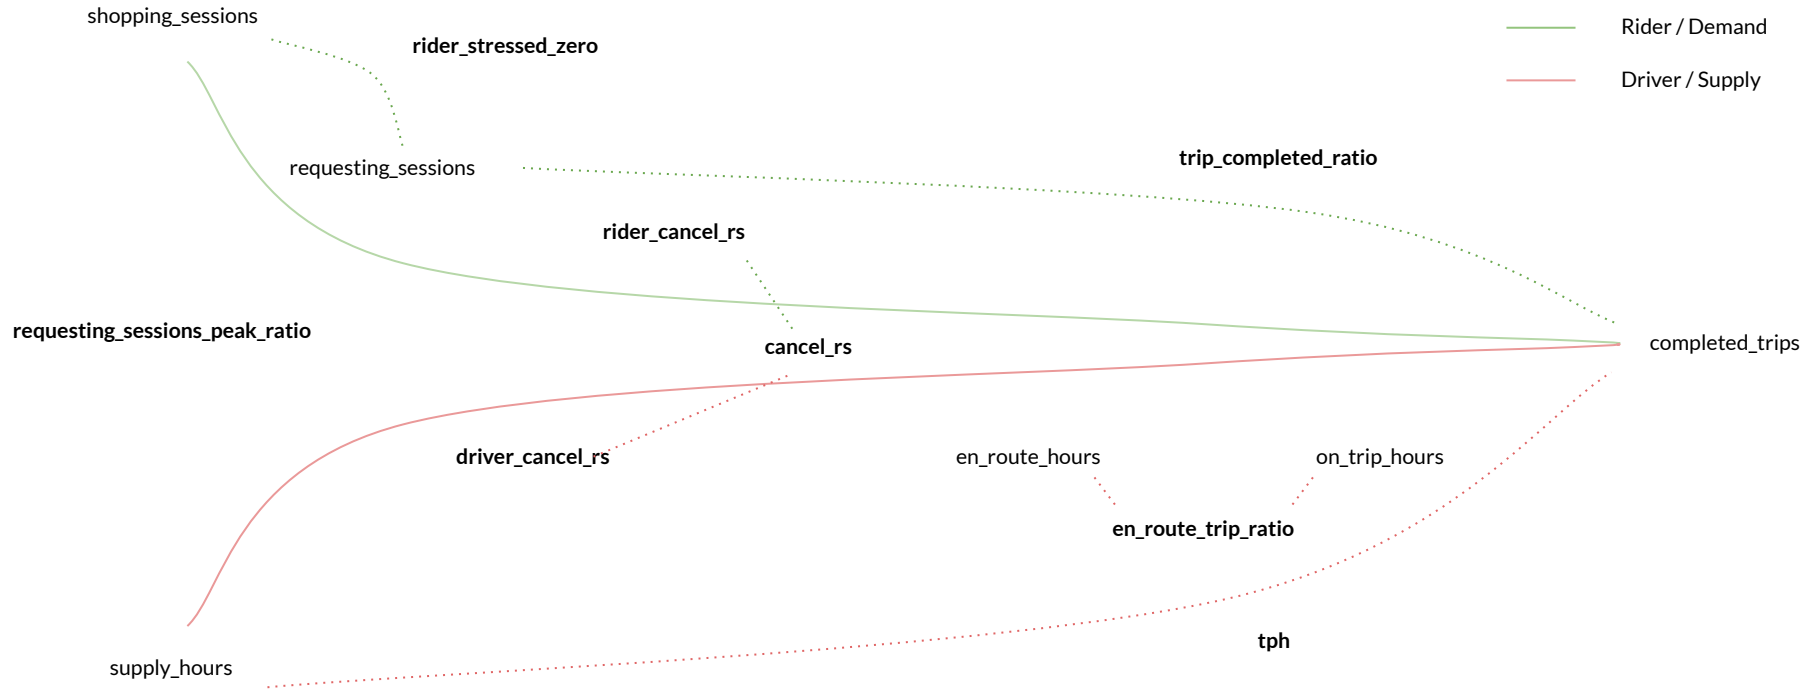 shopping_sessions
rider_stressed_zero
Rider / Demand
Driver / Supply
requesting_sessions
trip_completed_ratio
rider_cancel_rs
requesting_sessions_peak_ratio
cancel_rs
completed_trips
driver_cancel_rs
en_route_hours
on_trip_hours
en_route_trip_ratio
tph
supply_hours